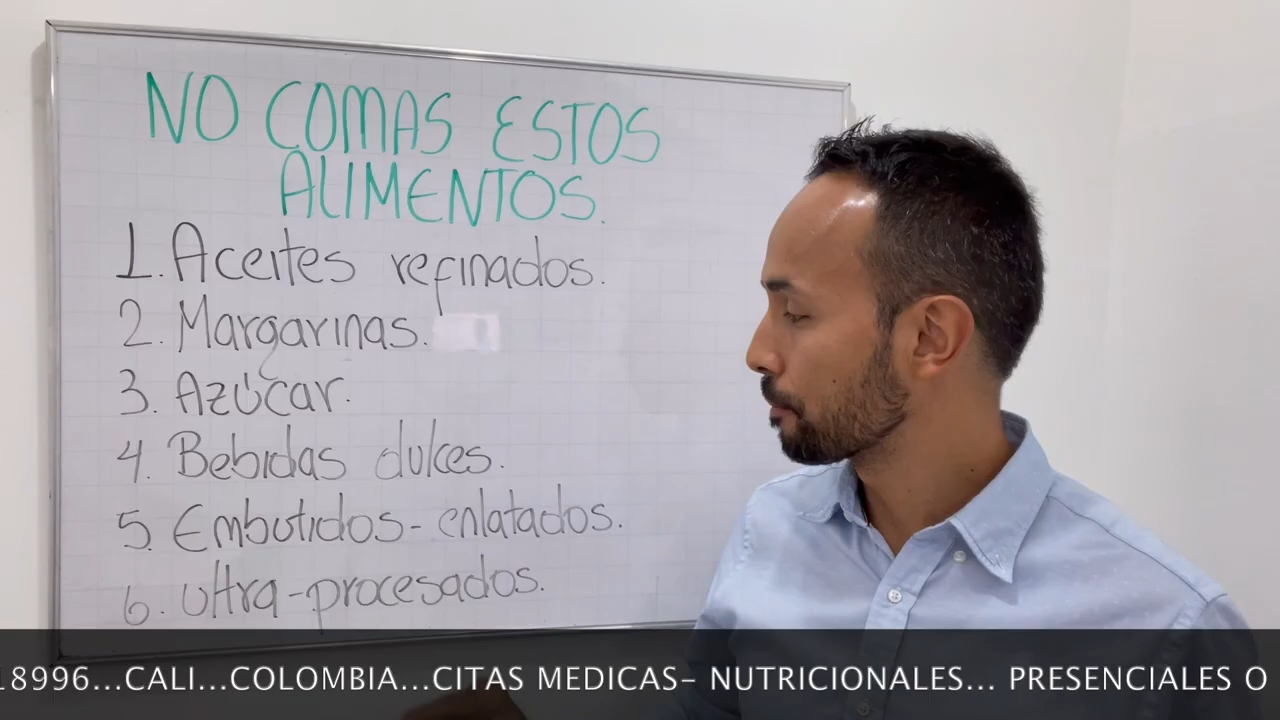 NO COMAS ESTOS
ALIMENTOS.
1. Aceites refinados.
2. Margarinas.
3. Azúcar.
4. Bebidas dulces.
5. Embutidos - enlatados.
6. Ultra-procesados.
18996...CALI...COLOMBIA...CITAS MEDICAS- NUTRICIONALES... PRESENCIALES O